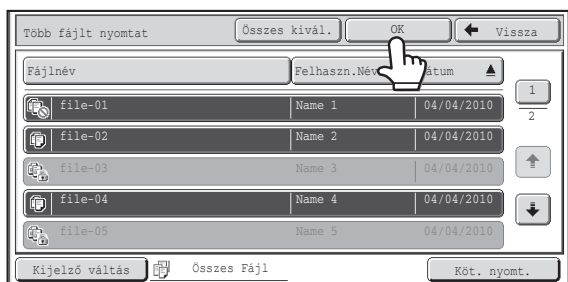 Több fájlt nyomtat Összes kivál. OK Vissza
Fájlnév Felhaszn.Név átum
file-01 Name 1 04/04/2010
file-02 Name 2 04/04/2010
file-03 Name 3 04/04/2010
file-04 Name 4 04/04/2010
file-05 Name 5 04/04/2010
1
2
Kijelző váltás Összes Fájl Köt. nyomt.